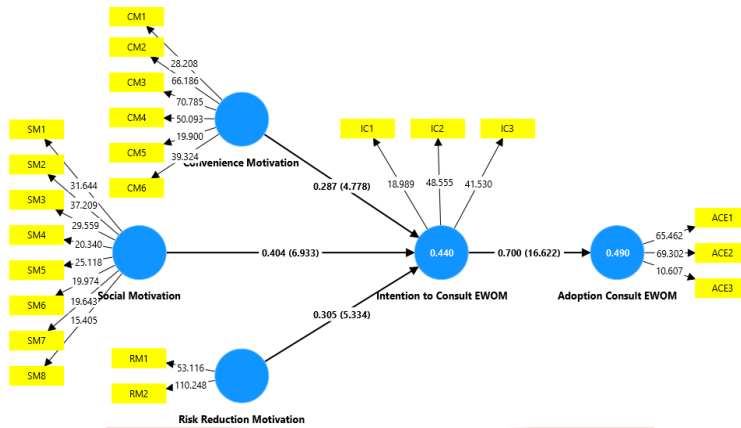 CM1
CM2
CM3
CM4
CM5
CM6
28.208
66.186
70.785
50.093
19.900
39.324
Convenience Motivation
SM1
SM2
SM3
SM4
SM5
SM6
SM7
SM8
31.644
37.209
29.559
20.340
25.118
19.974
19.643
15.405
Social Motivation
RM1
RM2
53.116
110.248
Risk Reduction Motivation
0.287 (4.778)
0.404 (6.933)
0.305 (5.334)
IC1
IC2
IC3
18.989
48.555
41.530
0.440
Intention to Consult EWOM
0.700 (16.622)
0.490
Adoption Consult EWOM
65.462
69.302
10.607
ACE1
ACE2
ACE3